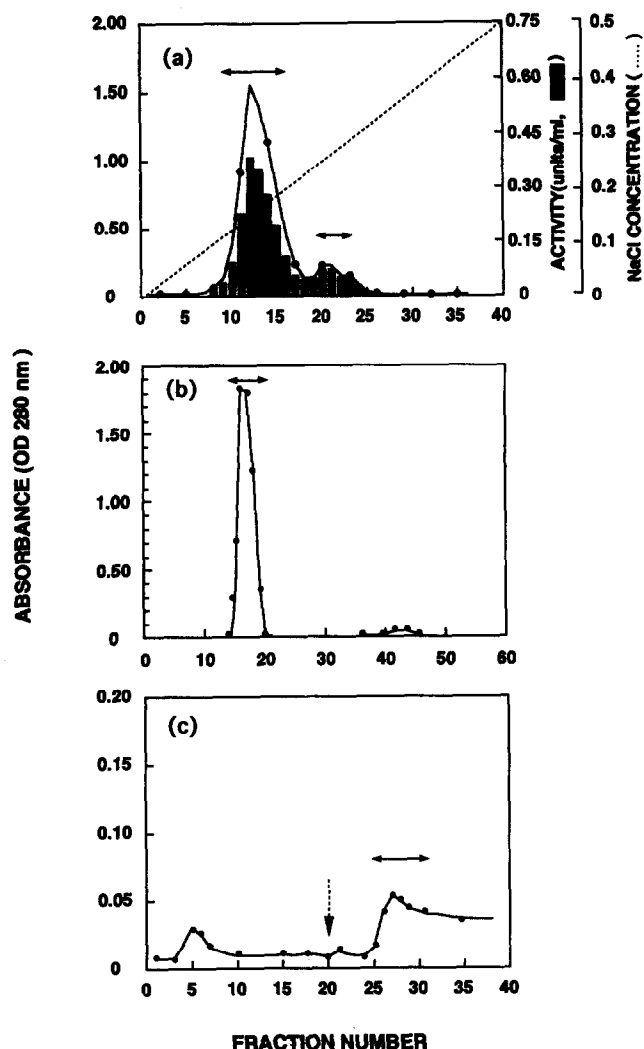 (a)
2.00
1.50
1.00
0.50
0
0 5 10 15 20 25 30 35 40
0.75
0.60
0.45
0.30
0.15
0
ACTIVITY(units/ml, )
0.5
0.4
0.3
0.2
0.1
0
NaCl CONCENTRATION (.....)
ABSORBANCE (OD 280 nm )
(b)
2.00
1.50
1.00
0.50
0
0 10 20 30 40 50 60
(c)
0.20
0.15
0.10
0.05
0
0 5 10 15 20 25 30 35 40
FRACTION NUMBER